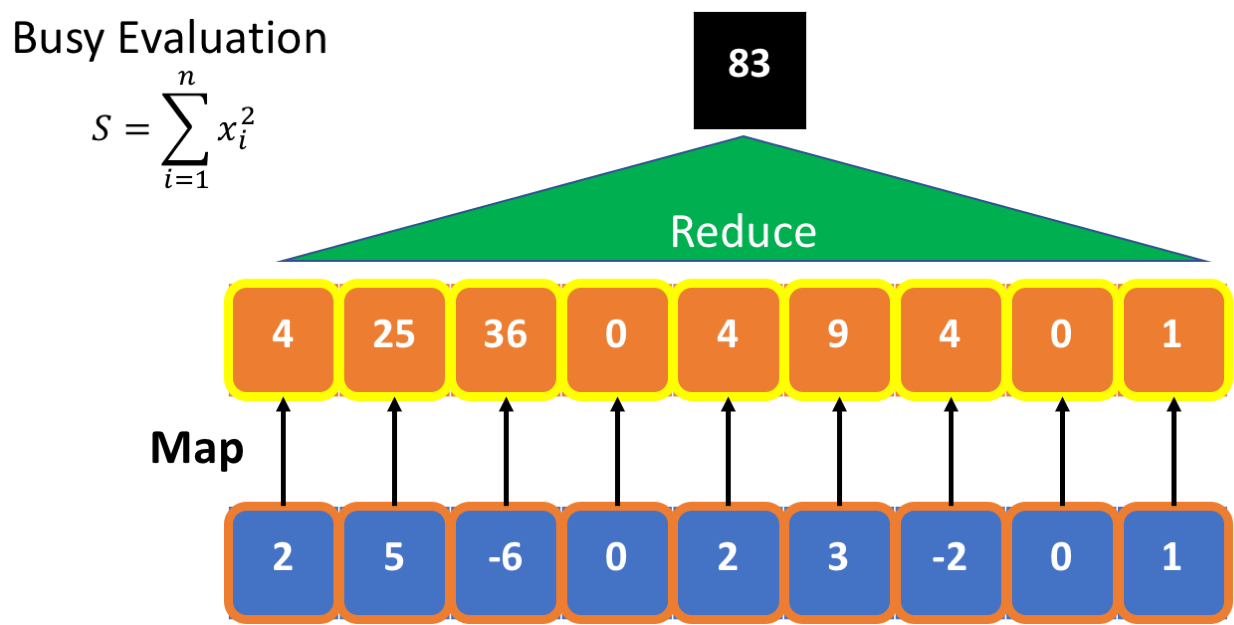 Busy Evaluation
S = \sum_{i=1}^{n} x_i^2
83
Reduce
4 25 36 0 4 9 4 0 1
Map
2 5 -6 0 2 3 -2 0 1